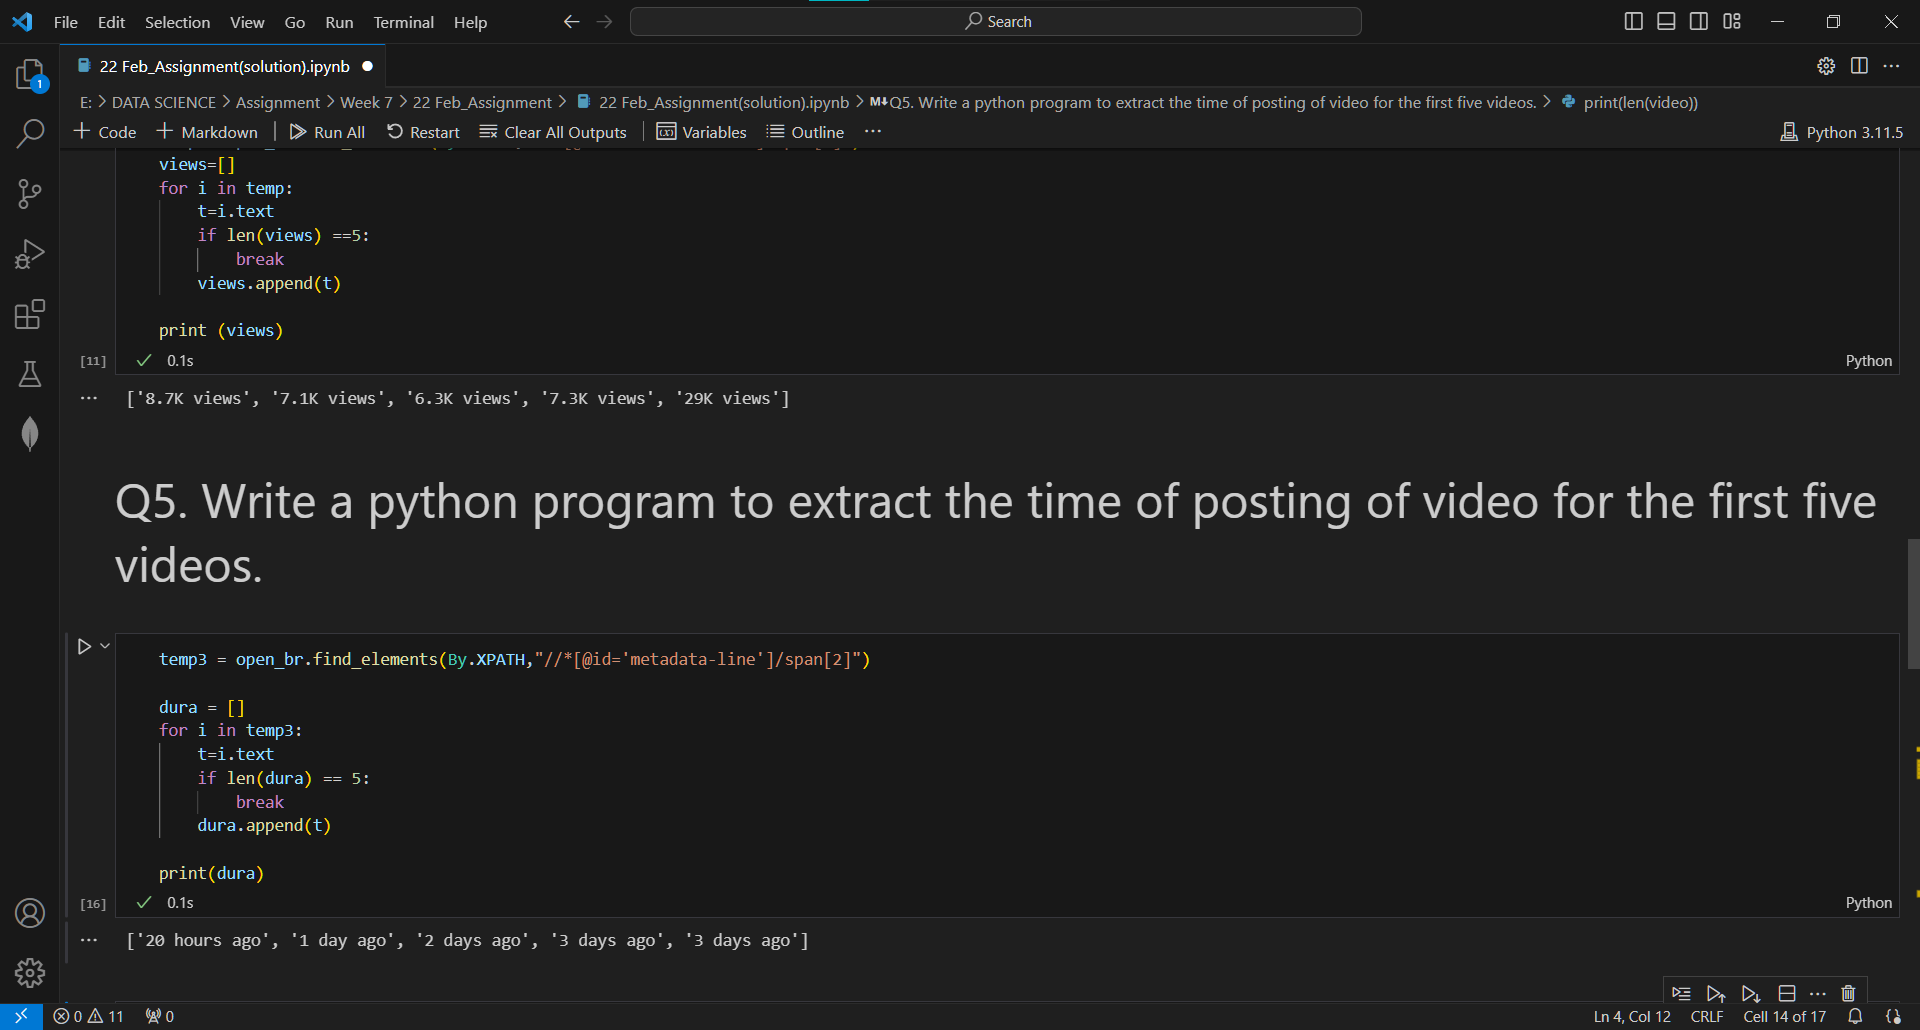 File Edit Selection View Go Run Terminal Help
Search
22 Feb_Assignment(solution).ipynb
1
E: > DATA SCIENCE > Assignment > Week 7 > 22 Feb_Assignment > 22 Feb_Assignment(solution).ipynb > M↓Q5. Write a python program to extract the time of posting of video for the first five videos. > print(len(video))
+ Code + Markdown | Run All Restart Clear All Outputs | Variables Outline ... Python 3.11.5
views=[]
for i in temp:
t=i.text
if len(views) ==5:
break
views.append(t)
print (views)
[11] ✓ 0.1s Python
... ['8.7K views', '7.1K views', '6.3K views', '7.3K views', '29K views']
Q5. Write a python program to extract the time of posting of video for the first five
videos.
temp3 = open_br.find_elements(By.XPATH,"//*[@id='metadata-line']/span[2]")
dura = []
for i in temp3:
t=i.text
if len(dura) == 5:
break
dura.append(t)
print(dura)
[16] ✓ 0.1s Python
... ['20 hours ago', '1 day ago', '2 days ago', '3 days ago', '3 days ago']
0 11 0 Ln 4, Col 12 CRLF Cell 14 of 17